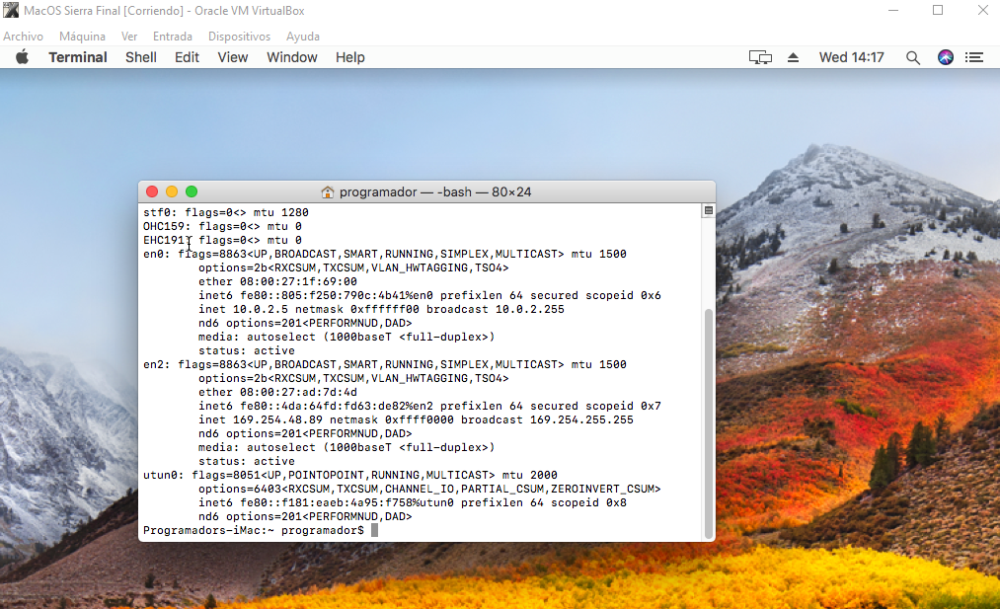 MacOS Sierra Final [Corriendo] - Oracle VM VirtualBox
Archivo Máquina Ver Entrada Dispositivos Ayuda
Terminal Shell Edit View Window Help Wed 14:17
programador — -bash — 80×24
stf0: flags=0<> mtu 1280
OHC159: flags=0<> mtu 0
EHC191: flags=0<> mtu 0
en0: flags=8863<UP,BROADCAST,SMART,RUNNING,SIMPLEX,MULTICAST> mtu 1500
options=2b<RXCSUM,TXCSUM,VLAN_HWTAGGING,TSO4>
ether 08:00:27:1f:69:00
inet6 fe80::805:f250:790c:4b41%en0 prefixlen 64 secured scopeid 0x6
inet 10.0.2.5 netmask 0xffffff00 broadcast 10.0.2.255
nd6 options=201<PERFORMNUD,DAD>
media: autoselect (1000baseT <full-duplex>)
status: active
en2: flags=8863<UP,BROADCAST,SMART,RUNNING,SIMPLEX,MULTICAST> mtu 1500
options=2b<RXCSUM,TXCSUM,VLAN_HWTAGGING,TSO4>
ether 08:00:27:ad:7d:4d
inet6 fe80::4da:64fd:fd63:de82%en2 prefixlen 64 secured scopeid 0x7
inet 169.254.48.89 netmask 0xffff0000 broadcast 169.254.255.255
nd6 options=201<PERFORMNUD,DAD>
media: autoselect (1000baseT <full-duplex>)
status: active
utun0: flags=8051<UP,POINTOPOINT,RUNNING,MULTICAST> mtu 2000
options=6403<RXCSUM,TXCSUM,CHANNEL_IO,PARTIAL_CSUM,ZEROINVERT_CSUM>
inet6 fe80::f181:eaeb:4a95:f758%utun0 prefixlen 64 scopeid 0x8
nd6 options=201<PERFORMNUD,DAD>
Programadors-iMac:~ programador$